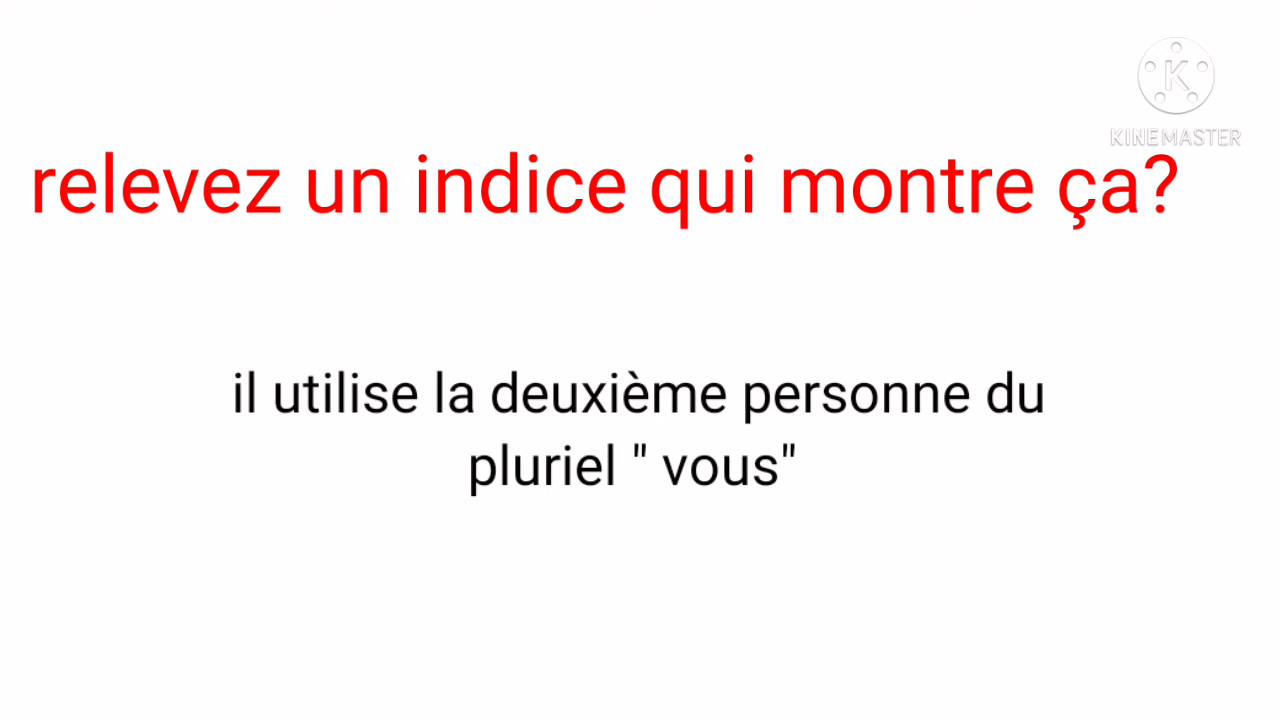 KINEMASTER
relevez un indice qui montre ça?
il utilise la deuxième personne du
pluriel " vous"